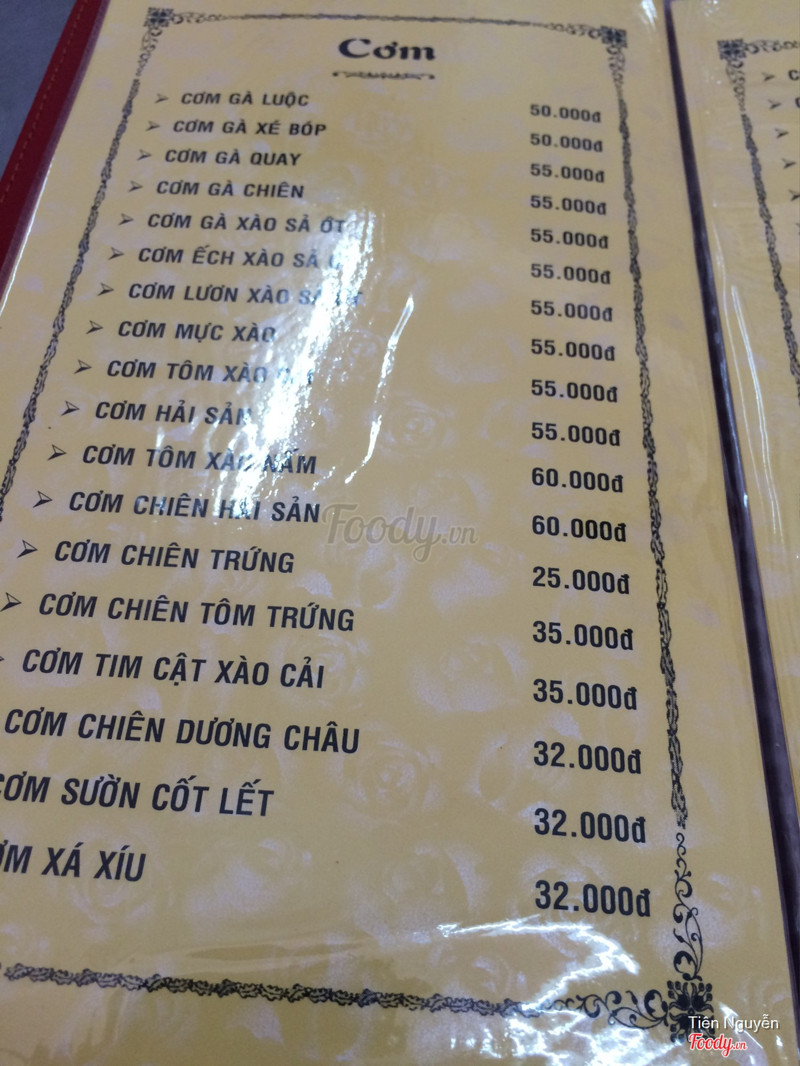 Cơm
CƠM GÀ LUỘC 50.000đ
CƠM GÀ XÉ BÓP 50.000đ
CƠM GÀ QUAY 55.000đ
CƠM GÀ CHIÊN 55.000đ
CƠM GÀ XÀO SẢ ỚT 55.000đ
CƠM ẾCH XÀO SẢ 55.000đ
CƠM LƯƠN XÀO 55.000đ
CƠM MỰC XÀO 55.000đ
CƠM TÔM XÀO 55.000đ
CƠM HẢI SẢN 55.000đ
CƠM TÔM XÀO NẤM 60.000đ
CƠM CHIÊN HẢI SẢN 60.000đ
CƠM CHIÊN TRỨNG 25.000đ
CƠM CHIÊN TÔM TRỨNG 35.000đ
CƠM TIM CẬT XÀO CẢI 35.000đ
CƠM CHIÊN DƯƠNG CHÂU 32.000đ
CƠM SƯỜN CỐT LẾT 32.000đ
CƠM XÁ XÍU 32.000đ
Foody.vn
Tiên Nguyễn
Foody.vn